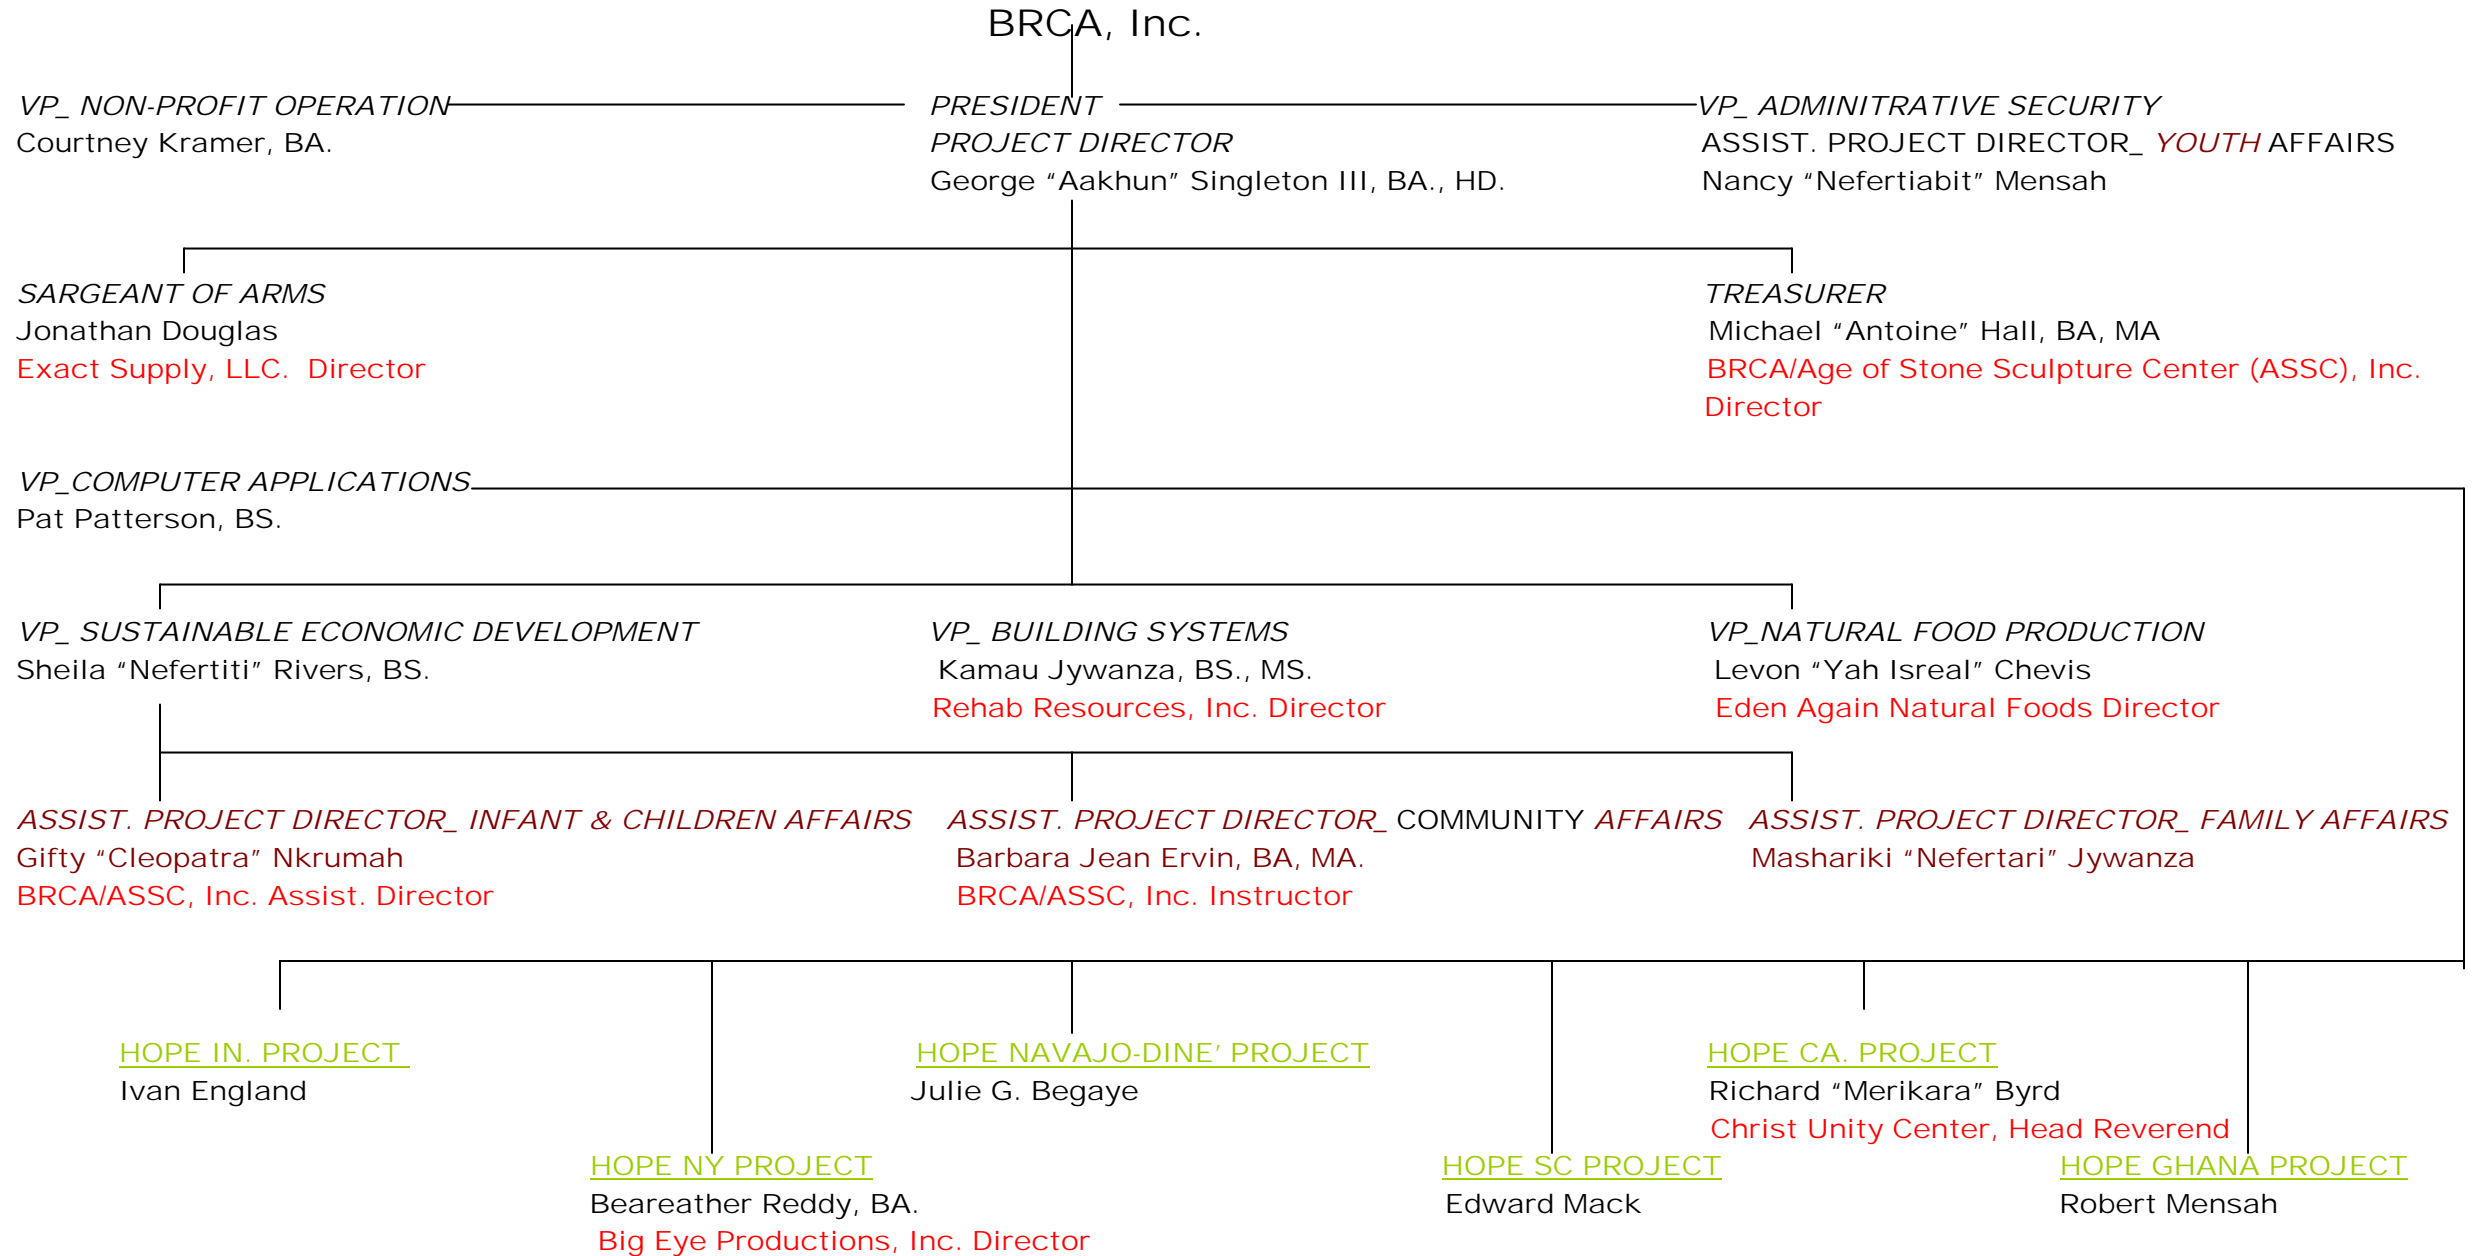 BRCA, Inc.
VP_ NON-PROFIT OPERATION
Courtney Kramer, BA.
PRESIDENT
PROJECT DIRECTOR
George “Aakhun” Singleton III, BA., HD.
VP_ ADMINITRATIVE SECURITY
ASSIST. PROJECT DIRECTOR_ YOUTH AFFAIRS
Nancy “Nefertiabit” Mensah
SARGEANT OF ARMS
Jonathan Douglas
Exact Supply, LLC.  Director
TREASURER
Michael “Antoine” Hall, BA, MA
BRCA/Age of Stone Sculpture Center (ASSC), Inc.
Director
VP_COMPUTER APPLICATIONS
Pat Patterson, BS.
VP_ SUSTAINABLE ECONOMIC DEVELOPMENT
Sheila “Nefertiti” Rivers, BS.
VP_ BUILDING SYSTEMS
Kamau Jywanza, BS., MS.
Rehab Resources, Inc. Director
VP_NATURAL FOOD PRODUCTION
Levon “Yah Isreal” Chevis
Eden Again Natural Foods Director
ASSIST. PROJECT DIRECTOR_ INFANT & CHILDREN AFFAIRS
Gifty “Cleopatra” Nkrumah
BRCA/ASSC, Inc. Assist. Director
ASSIST. PROJECT DIRECTOR_ COMMUNITY AFFAIRS
Barbara Jean Ervin, BA, MA.
BRCA/ASSC, Inc. Instructor
ASSIST. PROJECT DIRECTOR_ FAMILY AFFAIRS
Mashariki “Nefertari” Jywanza
HOPE IN. PROJECT
Ivan England
HOPE NAVAJO-DINE’ PROJECT
Julie G. Begaye
HOPE CA. PROJECT
Richard “Merikara” Byrd
Christ Unity Center, Head Reverend
HOPE NY PROJECT
Beareather Reddy, BA.
Big Eye Productions, Inc. Director
HOPE SC PROJECT
Edward Mack
HOPE GHANA PROJECT
Robert Mensah